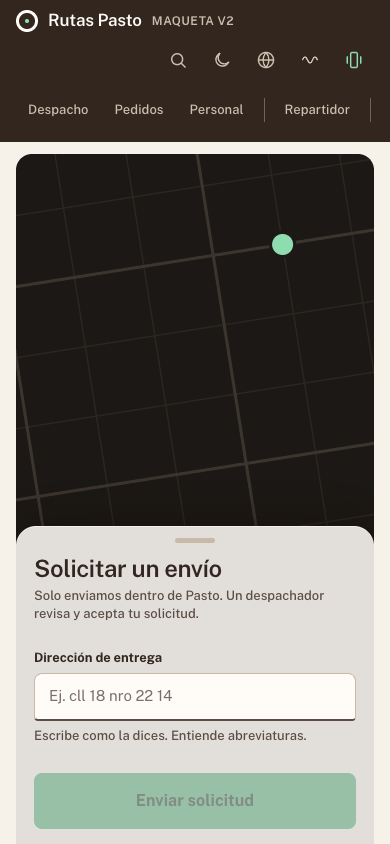 Rutas Pasto MAQUETA V2
Despacho Pedidos Personal Repartidor
Solicitar un envío
Solo enviamos dentro de Pasto. Un despachador
revisa y acepta tu solicitud.
Dirección de entrega
Ej. cll 18 nro 22 14
Escribe como la dices. Entiende abreviaturas.
Enviar solicitud